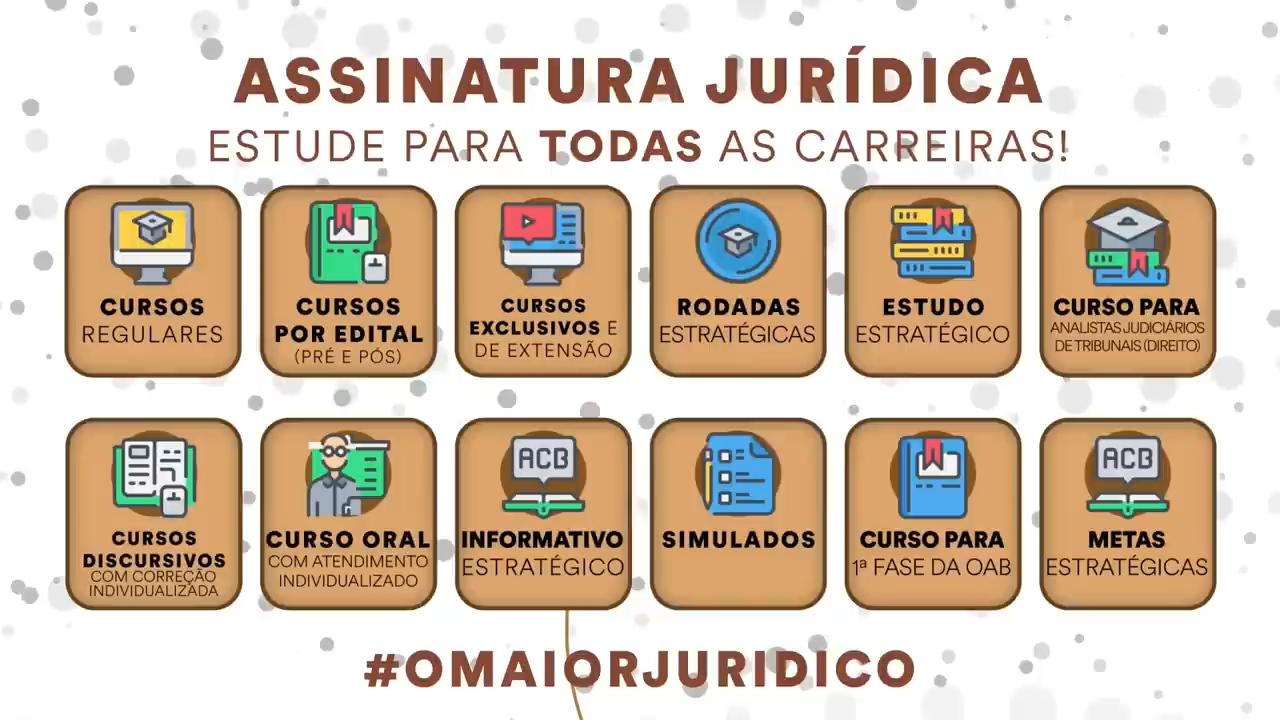 ASSINATURA JURÍDICA
ESTUDE PARA TODAS AS CARREIRAS!
CURSOS
REGULARES
CURSOS
POR EDITAL
(PRÉ E PÓS)
CURSOS
EXCLUSIVOS E
DE EXTENSÃO
RODADAS
ESTRATÉGICAS
ESTUDO
ESTRATÉGICO
CURSO PARA
ANALISTAS JUDICIÁRIOS
DE TRIBUNAIS (DIREITO)
CURSOS
DISCURSIVOS
COM CORREÇÃO
INDIVIDUALIZADA
CURSO ORAL
COM ATENDIMENTO
INDIVIDUALIZADO
ACB
INFORMATIVO
ESTRATÉGICO
SIMULADOS
CURSO PARA
1ª FASE DA OAB
ACB
METAS
ESTRATÉGICAS
#OMAIORJURIDICO